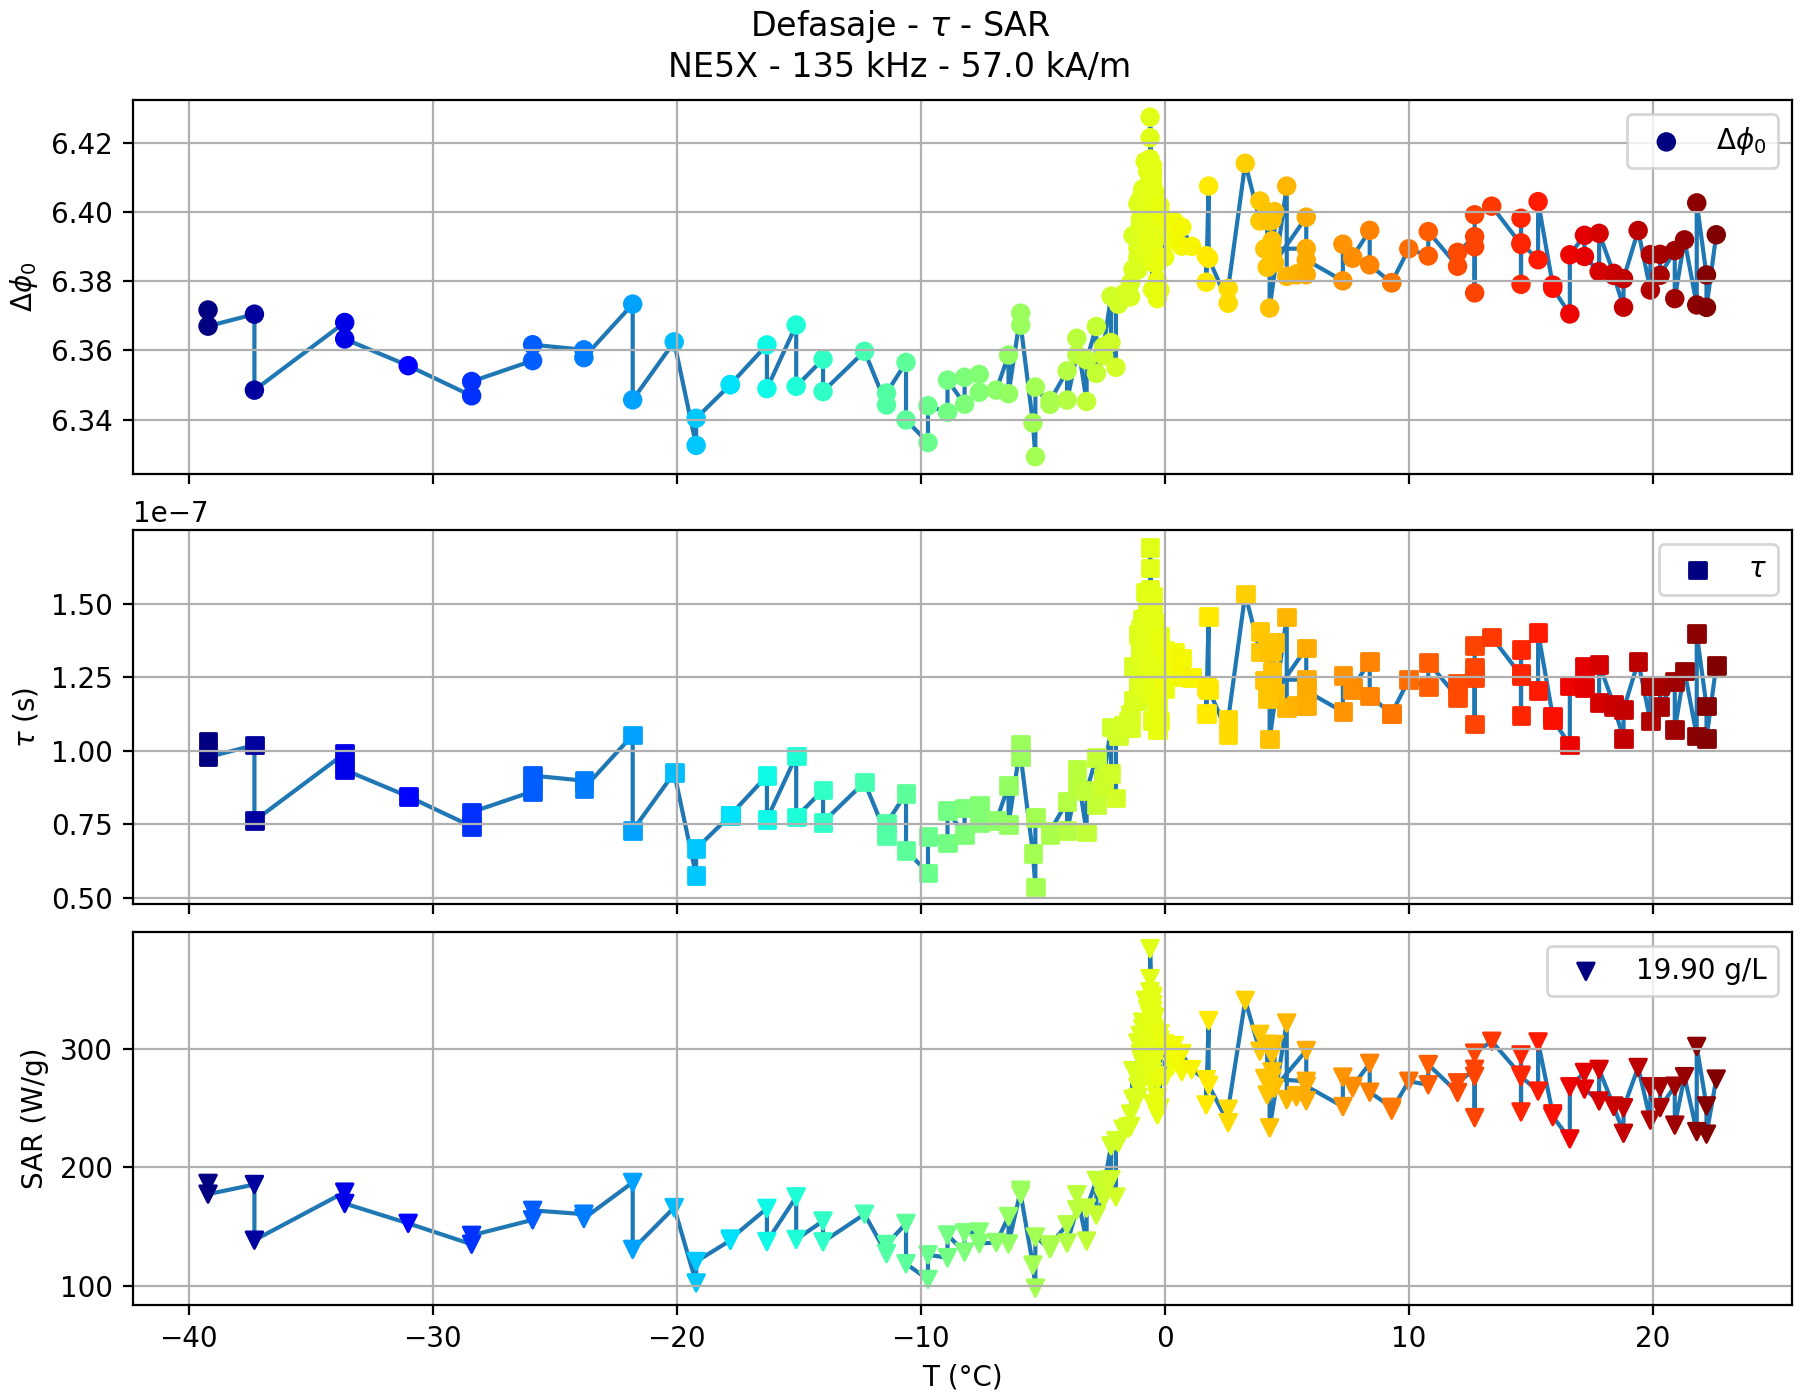 Defasaje - τ - SAR
NE5X - 135 kHz - 57.0 kA/m
Δϕ₀
6.42
6.40
6.38
6.36
6.34
Δϕ₀
1e−7
τ
1.50
1.25
1.00
0.75
0.50
τ (s)
19.90 g/L
300
200
100
SAR (W/g)
−40 −30 −20 −10 0 10 20
T (°C)